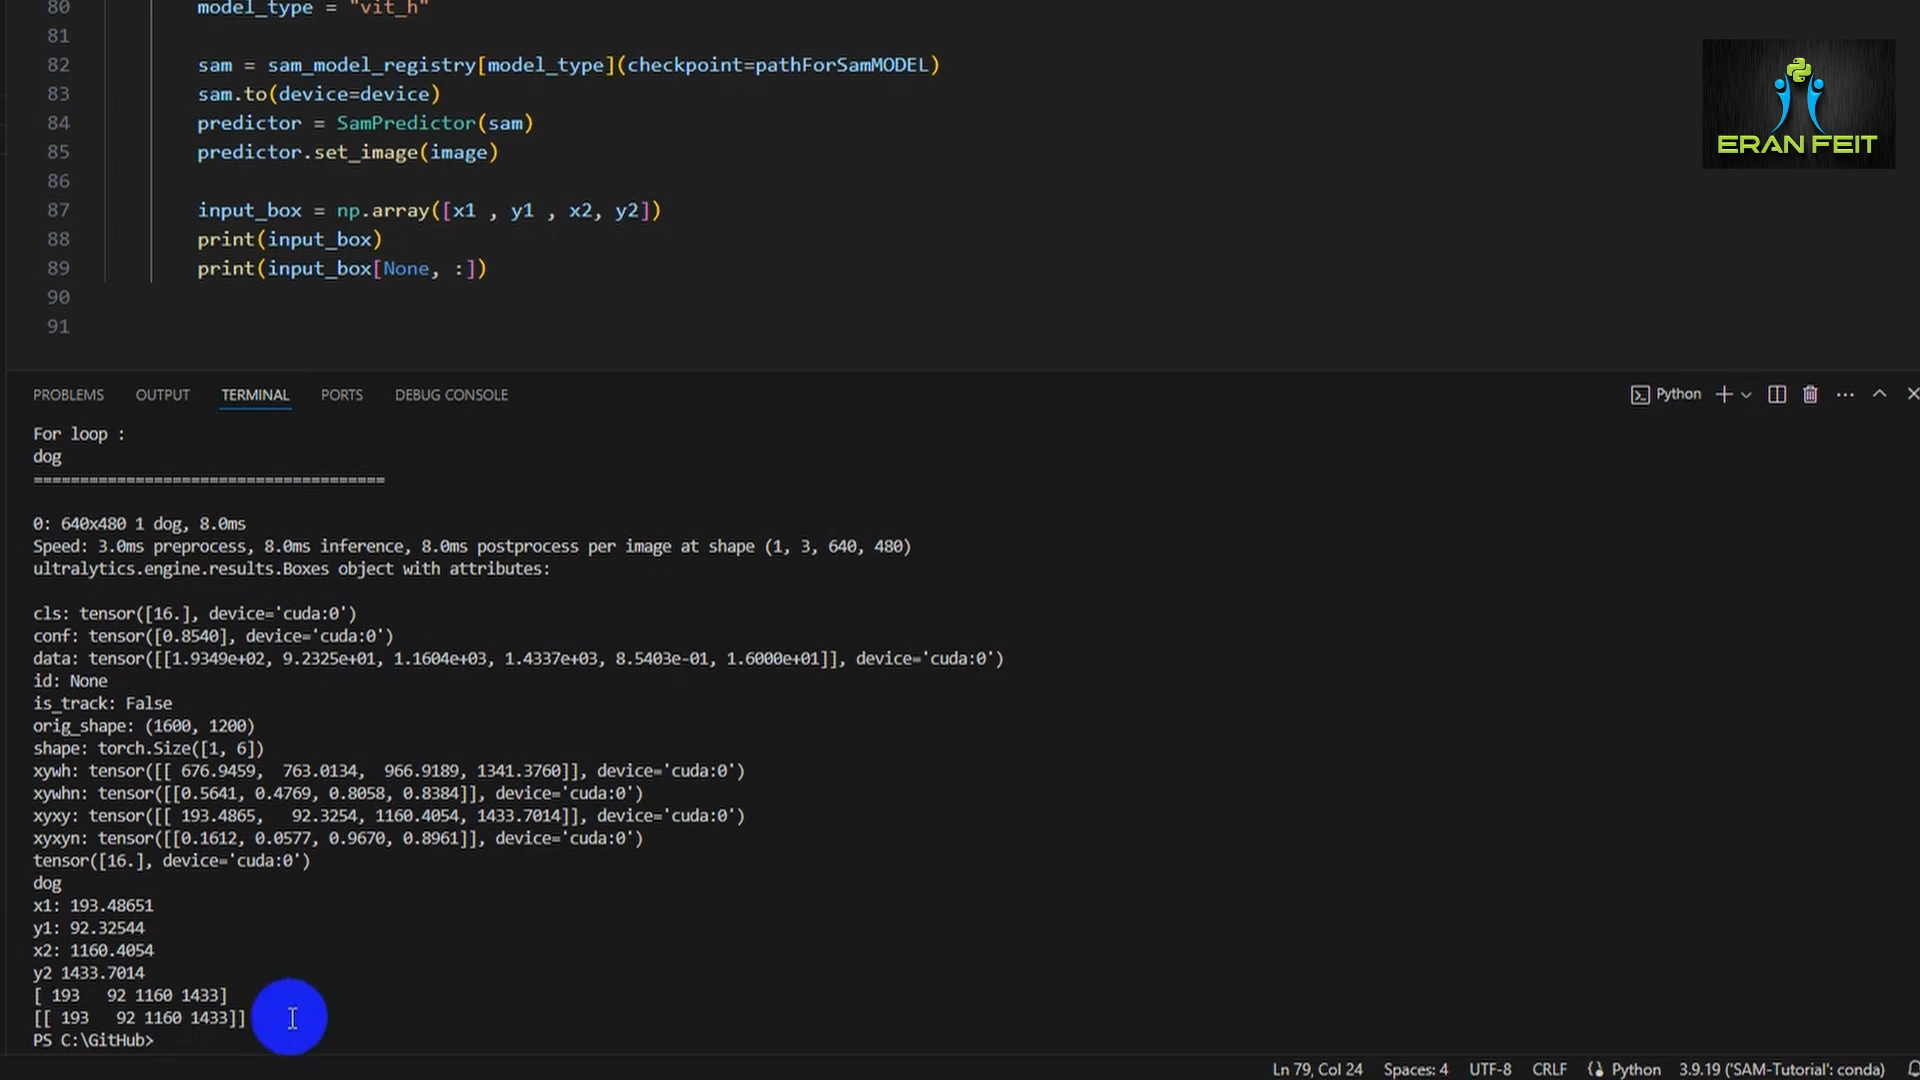 80 model_type = "vit_h"
81
82 sam = sam_model_registry[model_type](checkpoint=pathForSamMODEL)
83 sam.to(device=device)
84 predictor = SamPredictor(sam)
85 predictor.set_image(image)
86
87 input_box = np.array([x1 , y1 , x2, y2])
88 print(input_box)
89 print(input_box[None, :])
90
91
ERAN FEIT
PROBLEMS OUTPUT TERMINAL PORTS DEBUG CONSOLE Python
For loop :
dog
======================================
0: 640x480 1 dog, 8.0ms
Speed: 3.0ms preprocess, 8.0ms inference, 8.0ms postprocess per image at shape (1, 3, 640, 480)
ultralytics.engine.results.Boxes object with attributes:
cls: tensor([16.], device='cuda:0')
conf: tensor([0.8540], device='cuda:0')
data: tensor([[1.9349e+02, 9.2325e+01, 1.1604e+03, 1.4337e+03, 8.5403e-01, 1.6000e+01]], device='cuda:0')
id: None
is_track: False
orig_shape: (1600, 1200)
shape: torch.Size([1, 6])
xywh: tensor([[ 676.9459,  763.0134,  966.9189, 1341.3760]], device='cuda:0')
xywhn: tensor([[0.5641, 0.4769, 0.8058, 0.8384]], device='cuda:0')
xyxy: tensor([[ 193.4865,   92.3254, 1160.4054, 1433.7014]], device='cuda:0')
xyxyn: tensor([[0.1612, 0.0577, 0.9670, 0.8961]], device='cuda:0')
tensor([16.], device='cuda:0')
dog
x1: 193.48651
y1: 92.32544
x2: 1160.4054
y2 1433.7014
[ 193   92 1160 1433]
[[ 193   92 1160 1433]]
PS C:\GitHub>
Ln 79, Col 24 Spaces: 4 UTF-8 CRLF Python 3.9.19 ('SAM-Tutorial': conda)